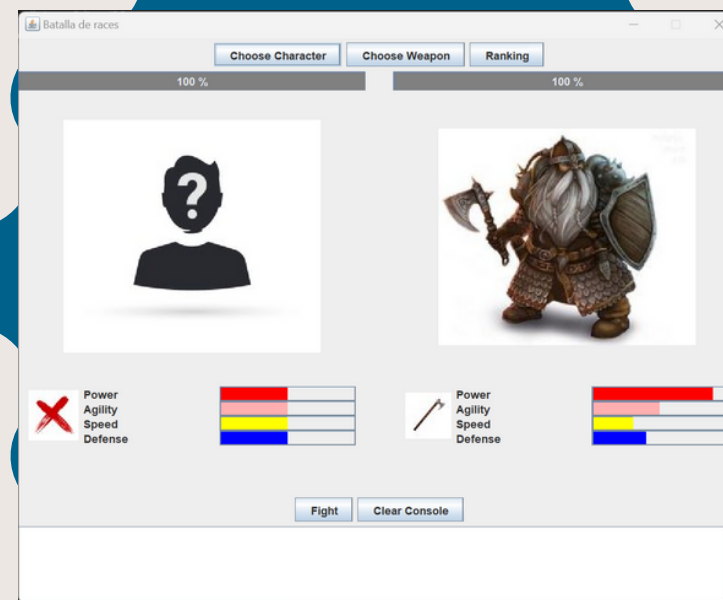 Batalla de races
Choose Character Choose Weapon Ranking
100 % 100 %
?
Power
Agility
Speed
Defense
Power
Agility
Speed
Defense
Fight Clear Console